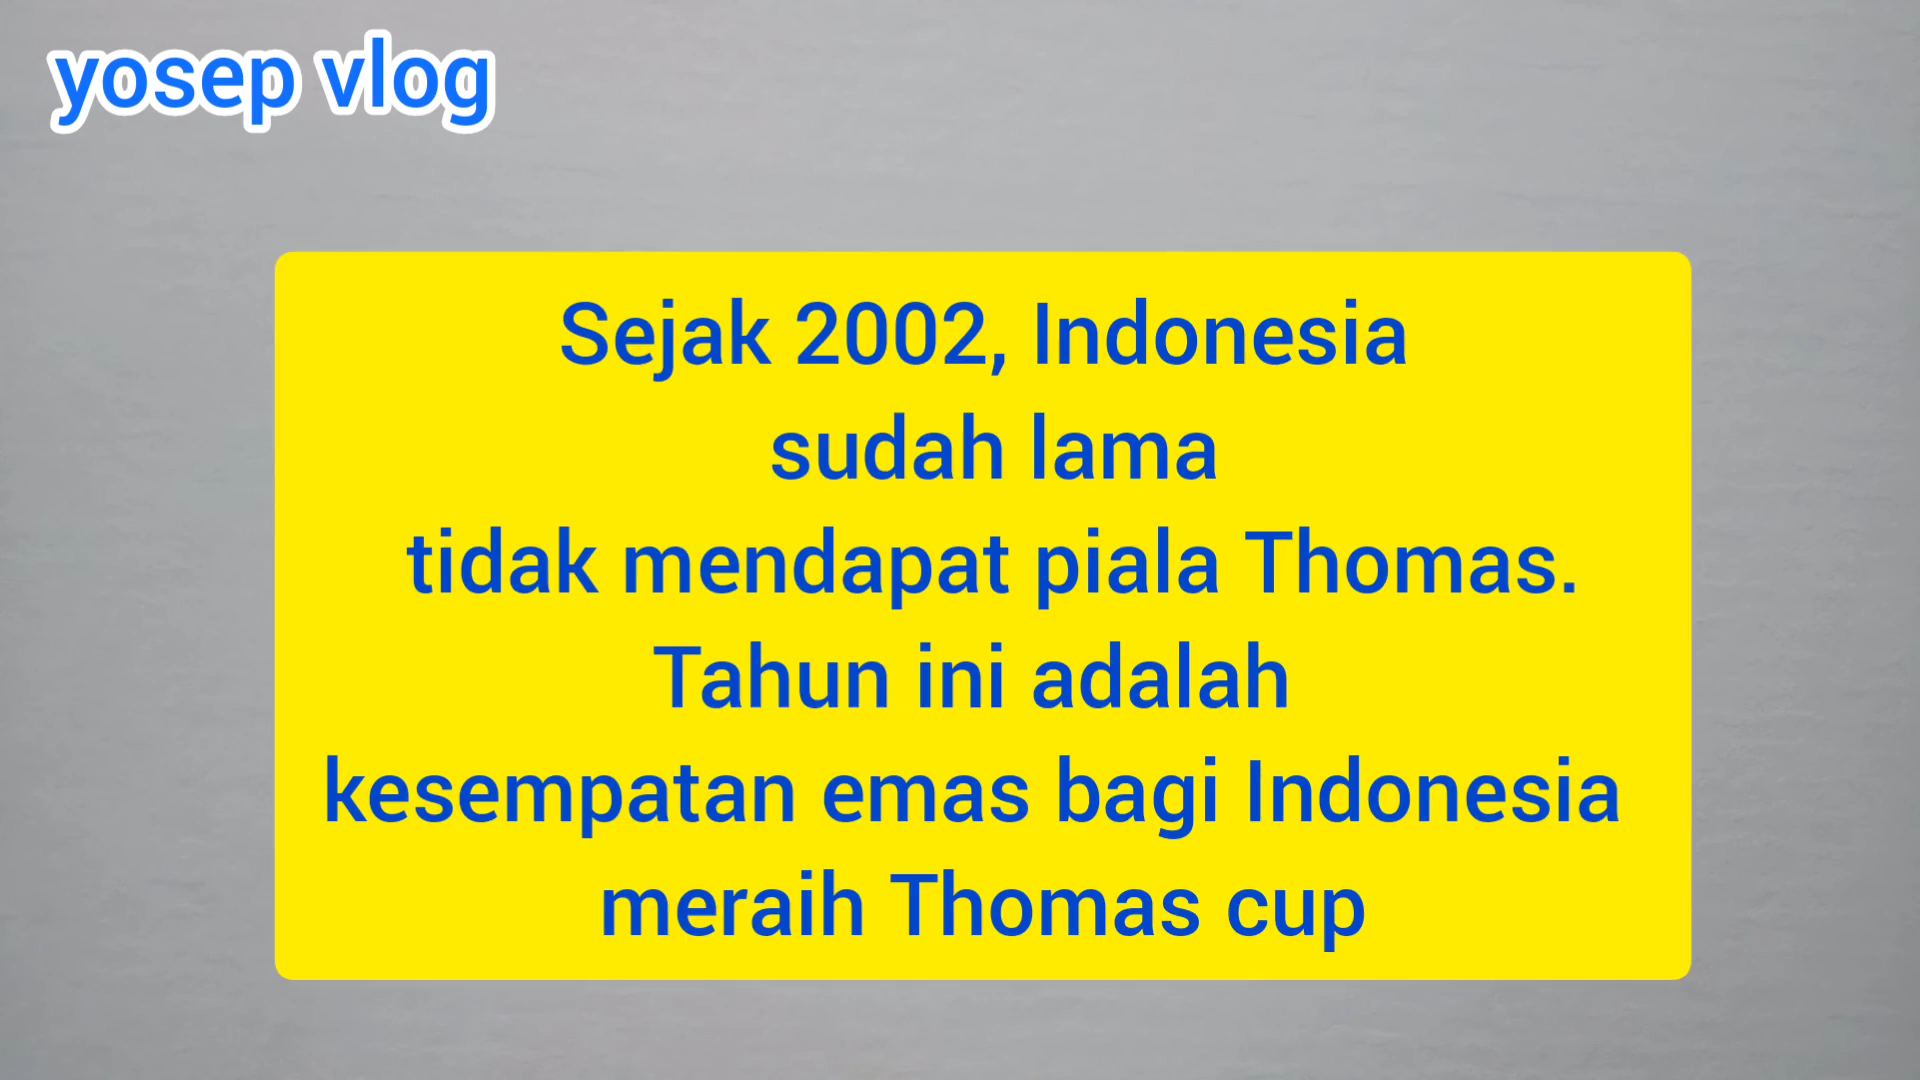 yosep vlog
Sejak 2002, Indonesia
sudah lama
tidak mendapat piala Thomas.
Tahun ini adalah
kesempatan emas bagi Indonesia
meraih Thomas cup